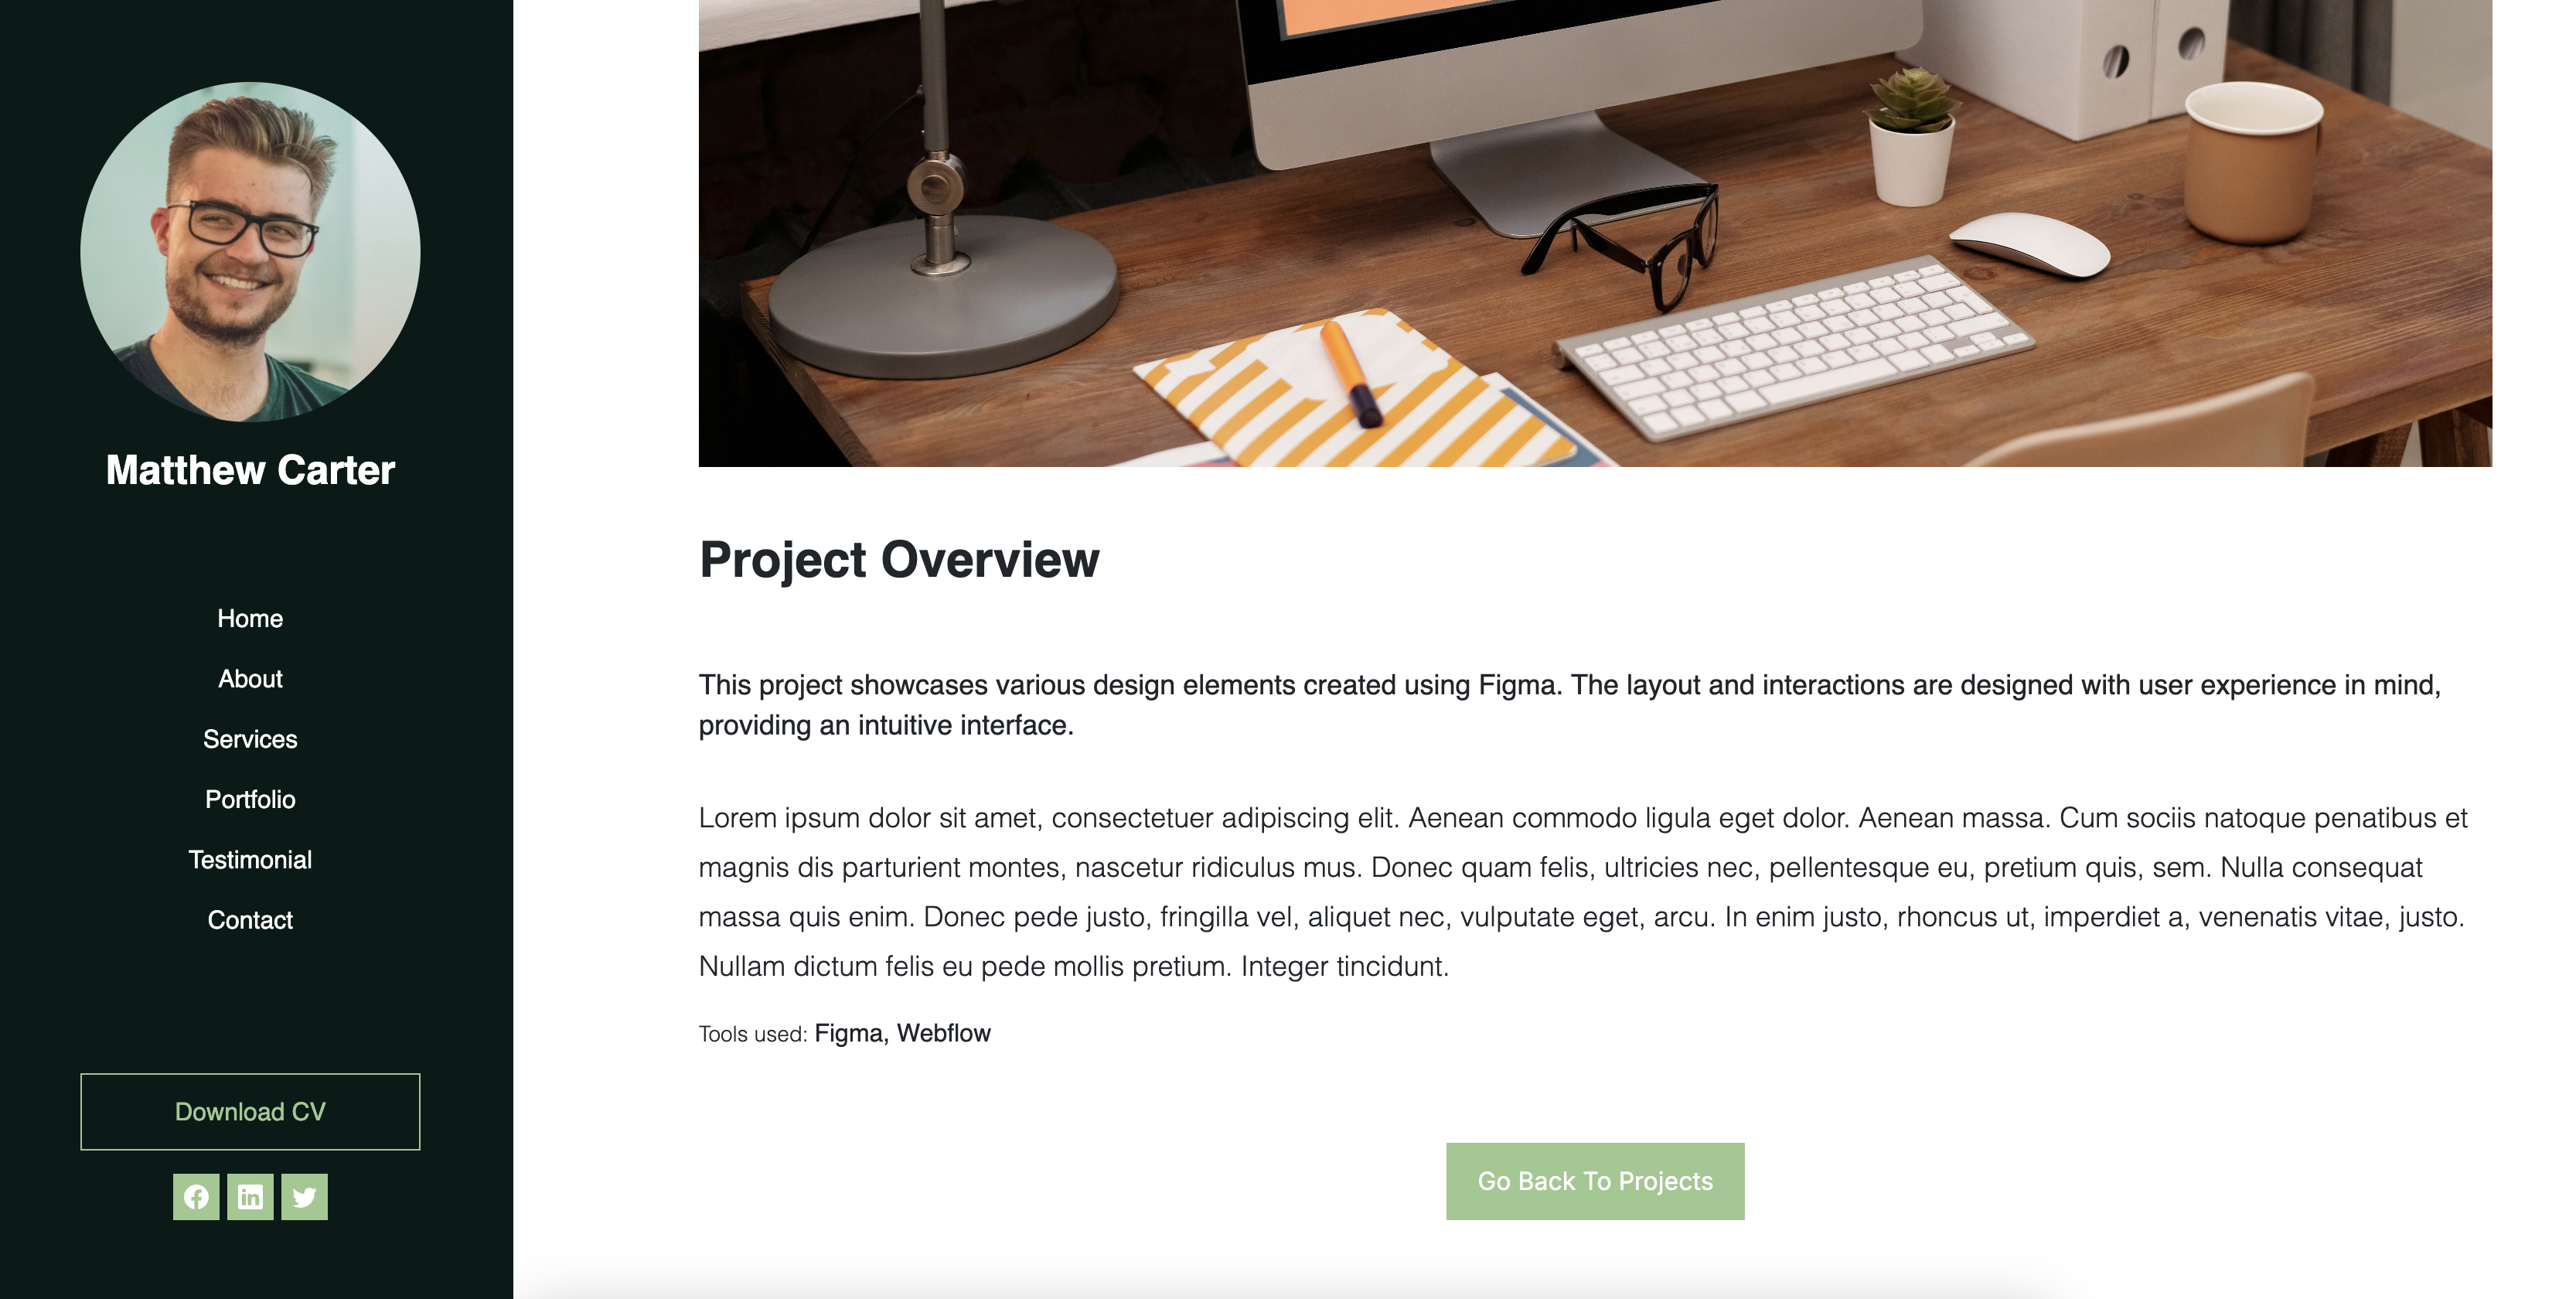 Matthew Carter
Home
About
Services
Portfolio
Testimonial
Contact
Download CV
Project Overview
This project showcases various design elements created using Figma. The layout and interactions are designed with user experience in mind,
providing an intuitive interface.
Lorem ipsum dolor sit amet, consectetuer adipiscing elit. Aenean commodo ligula eget dolor. Aenean massa. Cum sociis natoque penatibus et
magnis dis parturient montes, nascetur ridiculus mus. Donec quam felis, ultricies nec, pellentesque eu, pretium quis, sem. Nulla consequat
massa quis enim. Donec pede justo, fringilla vel, aliquet nec, vulputate eget, arcu. In enim justo, rhoncus ut, imperdiet a, venenatis vitae, justo.
Nullam dictum felis eu pede mollis pretium. Integer tincidunt.
Tools used: Figma, Webflow
Go Back To Projects